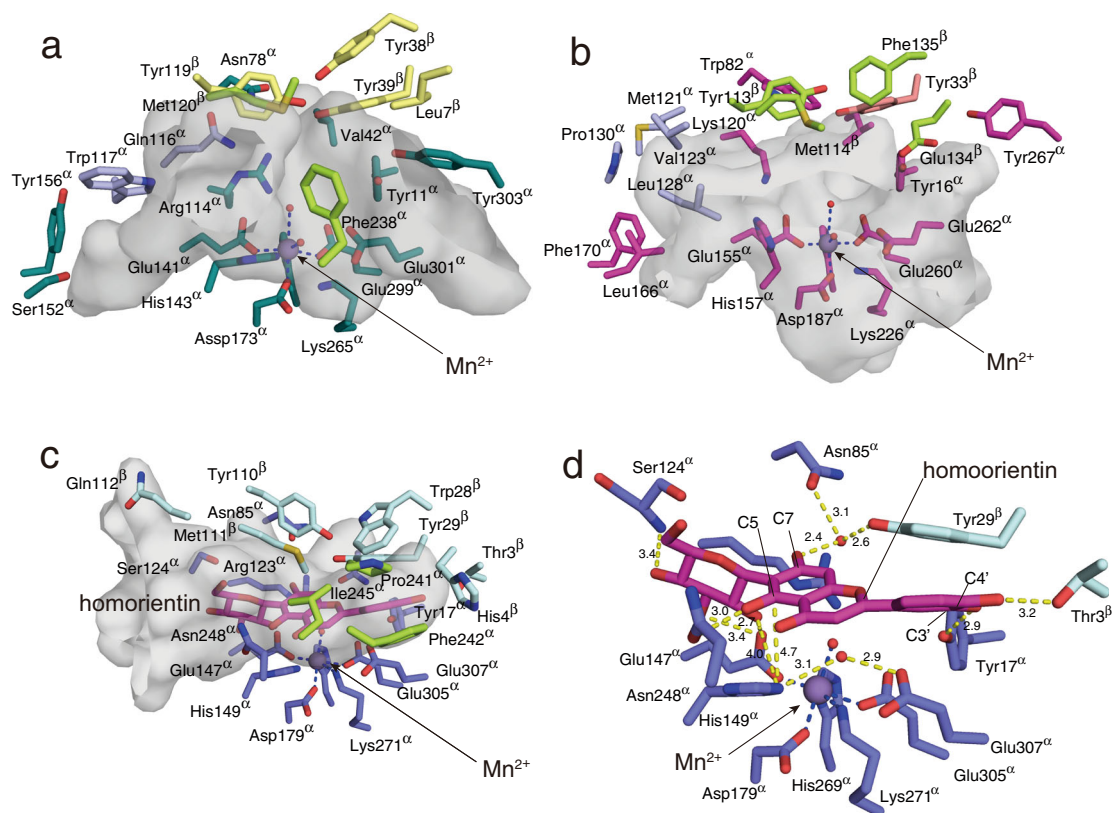 a
Asn78α
Tyr38β
Tyr119β
Met120β
Tyr39β
Leu7β
Gln116α
Val42α
Trp117α
Tyr156α
Arg114α
Tyr11α
Tyr303α
Phe238α
Glu141α
Glu301α
His143α
Glu299α
Ser152α
Assp173α
Lys265α
Mn2+
b
Trp82α
Phe135β
Tyr113β
Tyr33β
Met121α
Lys120α
Pro130α
Val123α
Met114β
Glu134β
Tyr267α
Leu128α
Tyr16α
Phe170α
Glu155α
Glu262α
Leu166α
Glu260α
His157α
Asp187α
Lys226α
Mn2+
c
Gln112β
Tyr110β
Trp28β
Asn85α
Met111β
Tyr29β
Ser124α
Arg123α
Thr3β
Pro241α
homorientin
Ile245α
Tyr17α
His4β
Asn248α
Phe242α
Glu147α
Glu307α
His149α
Glu305α
Asp179α
Lys271α
Mn2+
d
Asn85α
Ser124α
homoorientin
3.1
C5
C7
2.4
2.6
Tyr29β
3.4
C4'
3.0
2.7
3.2
Thr3β
3.4
C3'
2.9
Glu147α
4.0
4.7
3.1
2.9
Tyr17α
Asn248α
His149α
Mn2+
Glu307α
Asp179α
His269α
Glu305α
Lys271α